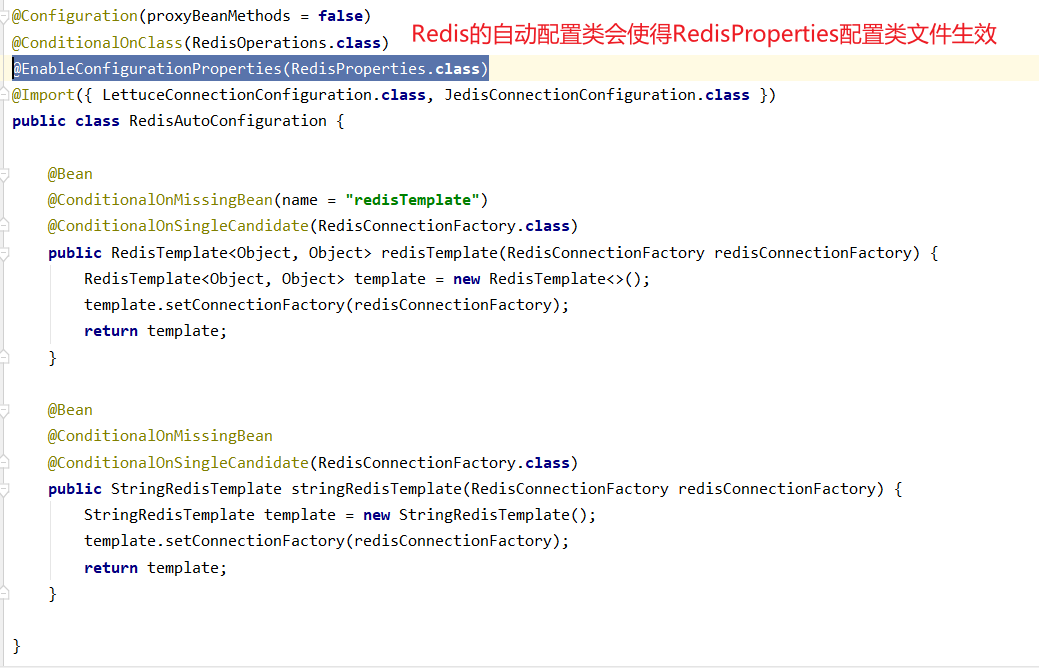 @Configuration(proxyBeanMethods = false)
Redis的自动配置类会使得RedisProperties配置类文件生效
@ConditionalOnClass(RedisOperations.class)
@EnableConfigurationProperties(RedisProperties.class)
@Import({ LettuceConnectionConfiguration.class, JedisConnectionConfiguration.class })
public class RedisAutoConfiguration {
@Bean
@ConditionalOnMissingBean(name = "redisTemplate")
@ConditionalOnSingleCandidate(RedisConnectionFactory.class)
public RedisTemplate<Object, Object> redisTemplate(RedisConnectionFactory redisConnectionFactory) {
RedisTemplate<Object, Object> template = new RedisTemplate<>();
template.setConnectionFactory(redisConnectionFactory);
return template;
}
@Bean
@ConditionalOnMissingBean
@ConditionalOnSingleCandidate(RedisConnectionFactory.class)
public StringRedisTemplate stringRedisTemplate(RedisConnectionFactory redisConnectionFactory) {
StringRedisTemplate template = new StringRedisTemplate();
template.setConnectionFactory(redisConnectionFactory);
return template;
}
}